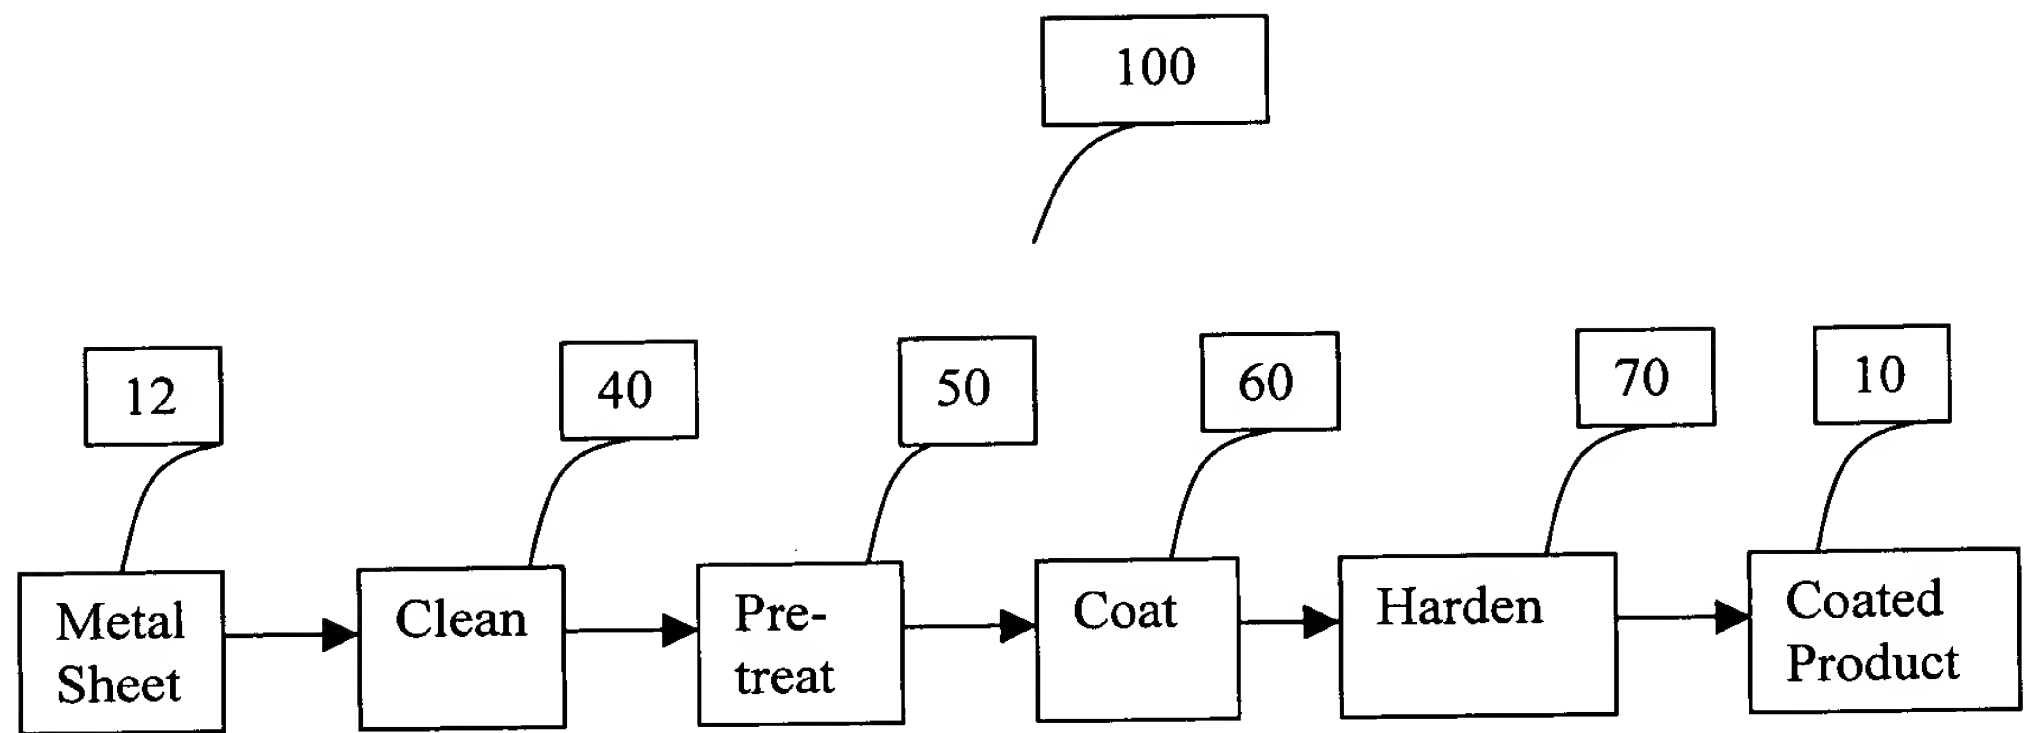 100
12
40
50
60
70
10
Metal
Sheet
Clean
Pre-
treat
Coat
Harden
Coated
Product